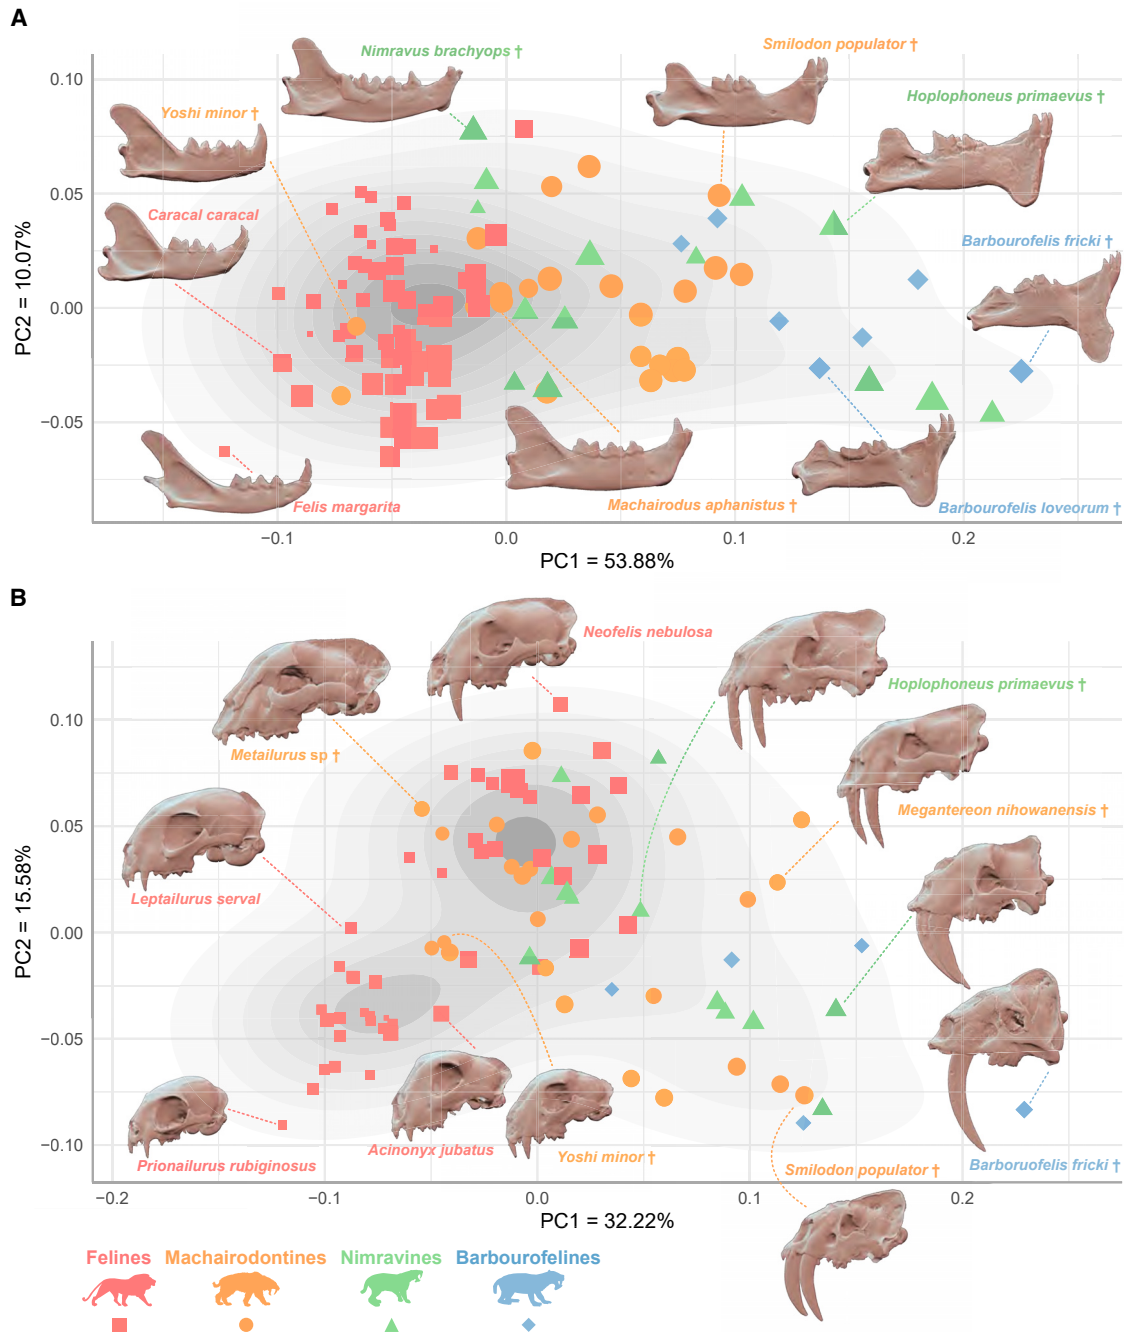 A
Nimravus brachyops †
Smilodon populator †
Yoshi minor †
Hoplophoneus primaevus †
Caracal caracal
Barbourofelis fricki †
Felis margarita
Machairodus aphanistus †
Barbourofelis loveorum †
0.10
0.05
0.00
−0.05
PC2 = 10.07%
−0.1
0.0
0.1
0.2
PC1 = 53.88%
B
Neofelis nebulosa
Hoplophoneus primaevus †
Metailurus sp †
Megantereon nihowanensis †
Leptailurus serval
Prionailurus rubiginosus
Acinonyx jubatus
Yoshi minor †
Smilodon populator †
Barboruofelis fricki †
0.10
0.05
0.00
−0.05
−0.10
PC2 = 15.58%
−0.2
−0.1
0.0
0.1
0.2
PC1 = 32.22%
Felines
Machairodontines
Nimravines
Barbourofelines